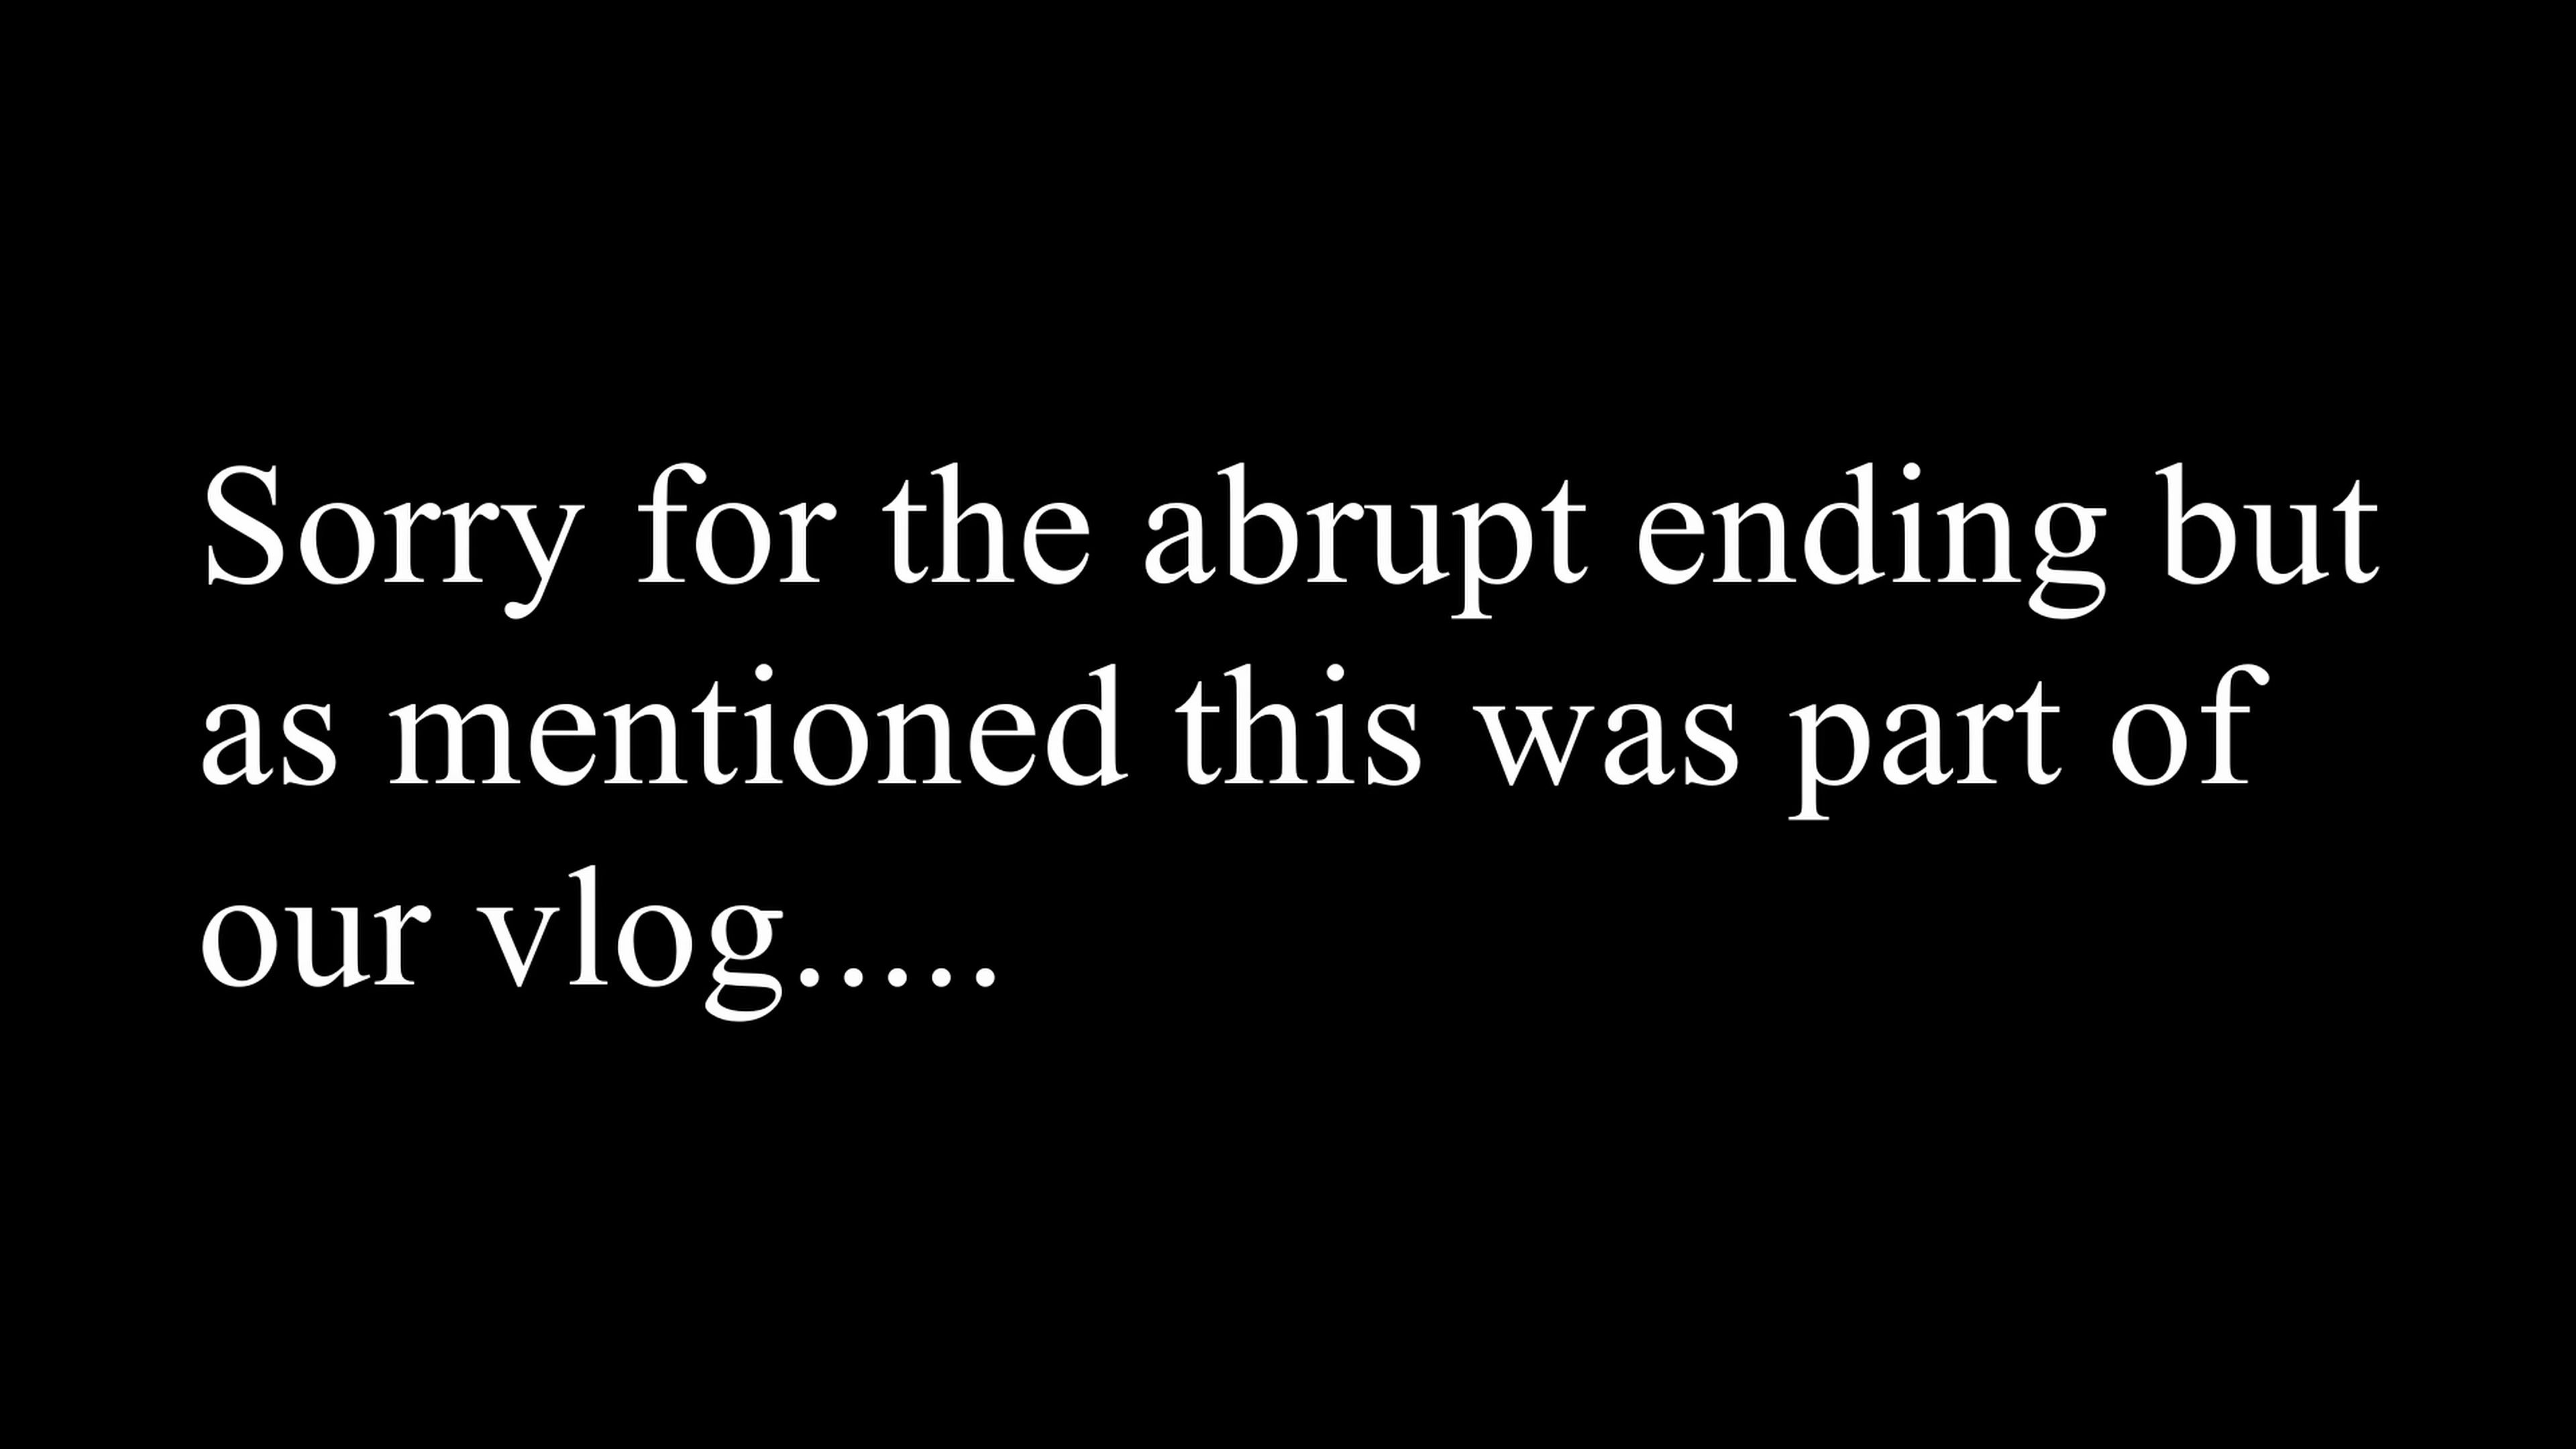 Sorry for the abrupt ending but
as mentioned this was part of
our vlog.....